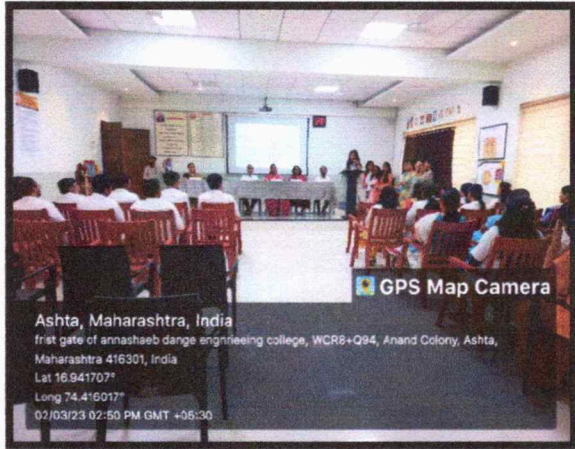 GPS Map Camera
Ashta, Maharashtra, India
frist gate of annashaeb dange engnrieeing college, WCR8+Q94, Anand Colony, Ashta,
Maharashtra 416301, India
Lat 16.941707°
Long 74.416017°
02/03/23 02:50 PM GMT +05:30